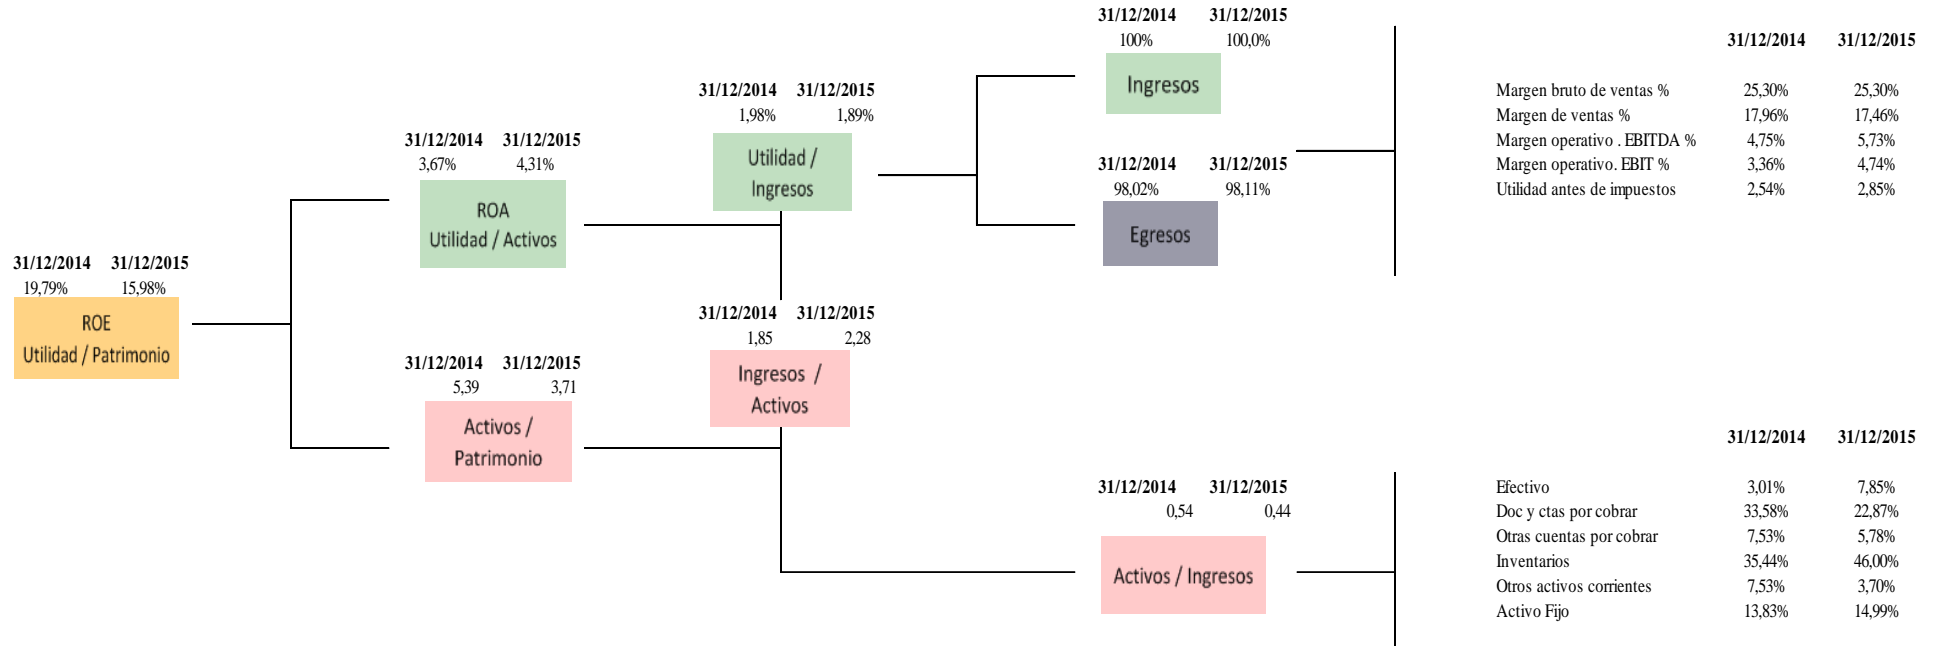 31/12/2014 31/12/2015
19,79% 15,98%
ROE
Utilidad / Patrimonio
31/12/2014 31/12/2015
3,67% 4,31%
ROA
Utilidad / Activos
31/12/2014 31/12/2015
5,39 3,71
Activos /
Patrimonio
31/12/2014 31/12/2015
1,98% 1,89%
Utilidad /
Ingresos
31/12/2014 31/12/2015
1,85 2,28
Ingresos /
Activos
31/12/2014 31/12/2015
100% 100,0%
Ingresos
31/12/2014 31/12/2015
98,02% 98,11%
Egresos
31/12/2014 31/12/2015
0,54 0,44
Activos / Ingresos
31/12/2014 31/12/2015
Margen bruto de ventas % 25,30% 25,30%
Margen de ventas % 17,96% 17,46%
Margen operativo . EBITDA % 4,75% 5,73%
Margen operativo. EBIT % 3,36% 4,74%
Utilidad antes de impuestos 2,54% 2,85%
31/12/2014 31/12/2015
Efectivo 3,01% 7,85%
Doc y ctas por cobrar 33,58% 22,87%
Otras cuentas por cobrar 7,53% 5,78%
Inventarios 35,44% 46,00%
Otros activos corrientes 7,53% 3,70%
Activo Fijo 13,83% 14,99%